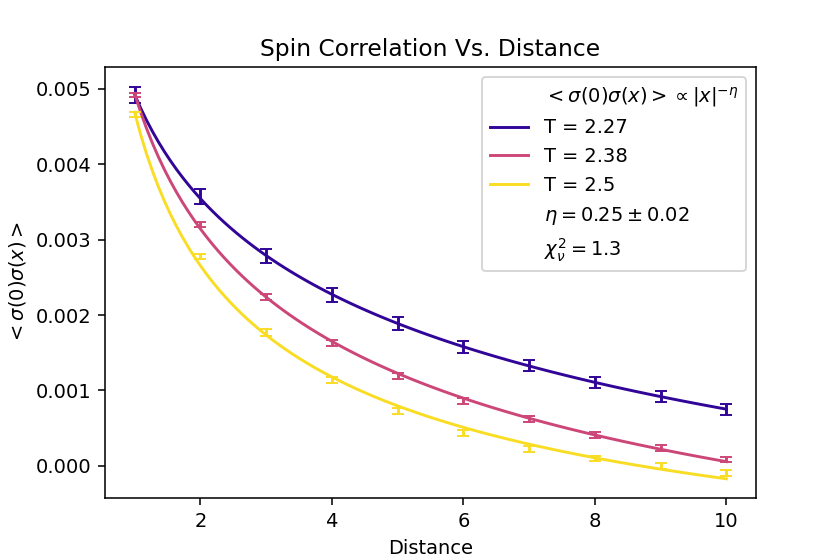 Spin Correlation Vs. Distance
< σ(0)σ(x) > ∝ |x|^{−η}
T = 2.27
T = 2.38
T = 2.5
η = 0.25 ± 0.02
χ²_ν = 1.3
< σ(0)σ(x) >
0.005
0.004
0.003
0.002
0.001
0.000
2 4 6 8 10
Distance